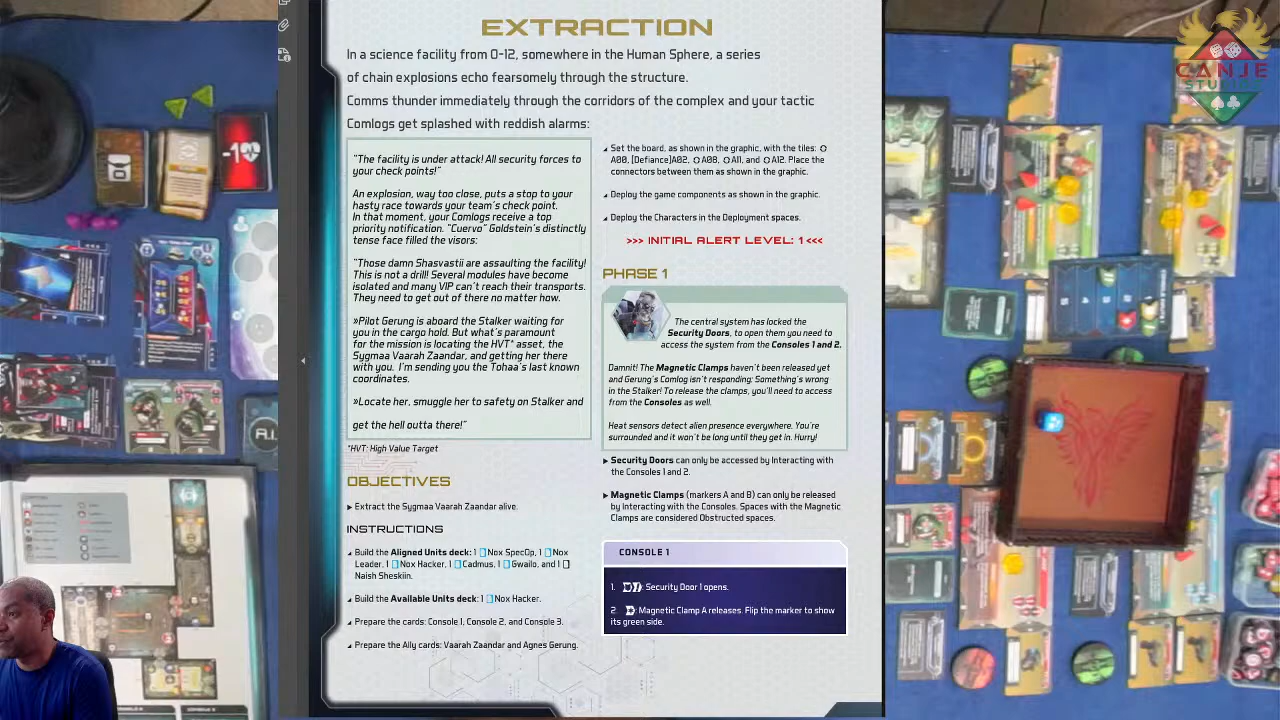 EXTRACTION
In a science facility from O-12, somewhere in the Human Sphere, a series
of chain explosions echo fearsomely through the structure.
Comms thunder immediately through the corridors of the complex and your tactic
Comlogs get splashed with reddish alarms:
"The facility is under attack! All security forces to
your check points!"
An explosion, way too close, puts a stop to your
hasty race towards your team's check point.
In that moment, your Comlogs receive a top
priority notification. "Cuervo" Goldstein's distinctly
tense face filled the visors:
"Those damn Shasvastii are assaulting the facility!
This is not a drill! Several modules have become
isolated and many VIP can't reach their transports.
They need to get out of there no matter how.
»Pilot Gerung is aboard the Stalker waiting for
you in the cargo hold. But what's paramount
for the mission is locating the HVT* asset, the
Sygmaa Vaarah Zaandar, and getting her there
with you. I'm sending you the Tohaa's last known
coordinates.
»Locate her, smuggle her to safety on Stalker and
get the hell outta there!"
*HVT: High Value Target
OBJECTIVES
Extract the Sygmaa Vaarah Zaandar alive.
INSTRUCTIONS
Build the Aligned Units deck: 1 Nox SpecOp, 1 Nox
Leader, 1 Nox Hacker, 1 Cadmus, 1 Gwailo, and 1
Naish Sheskiin.
Build the Available Units deck: 1 Nox Hacker.
Prepare the cards: Console 1, Console 2, and Console 3.
Prepare the Ally cards: Vaarah Zaandar and Agnes Gerung.
Set the board, as shown in the graphic, with the tiles:
A00, [Defiance]A02, A08, A11, and A12. Place the
connectors between them as shown in the graphic.
Deploy the game components as shown in the graphic.
Deploy the Characters in the Deployment spaces.
>>> INITIAL ALERT LEVEL: 1 <<<
PHASE 1
The central system has locked the
Security Doors, to open them you need to
access the system from the Consoles 1 and 2.
Damnit! The Magnetic Clamps haven't been released yet
and Gerung's Comlog isn't responding: Something's wrong
in the Stalker! To release the clamps, you'll need to access
from the Consoles as well.
Heat sensors detect alien presence everywhere. You're
surrounded and it won't be long until they get in. Hurry!
Security Doors can only be accessed by Interacting with
the Consoles 1 and 2.
Magnetic Clamps (markers A and B) can only be released
by Interacting with the Consoles. Spaces with the Magnetic
Clamps are considered Obstructed spaces.
CONSOLE 1
1. : Security Door 1 opens.
2. : Magnetic Clamp A releases. Flip the marker to show
its green side.
-1
A.I.
CANJE
STUDIOS